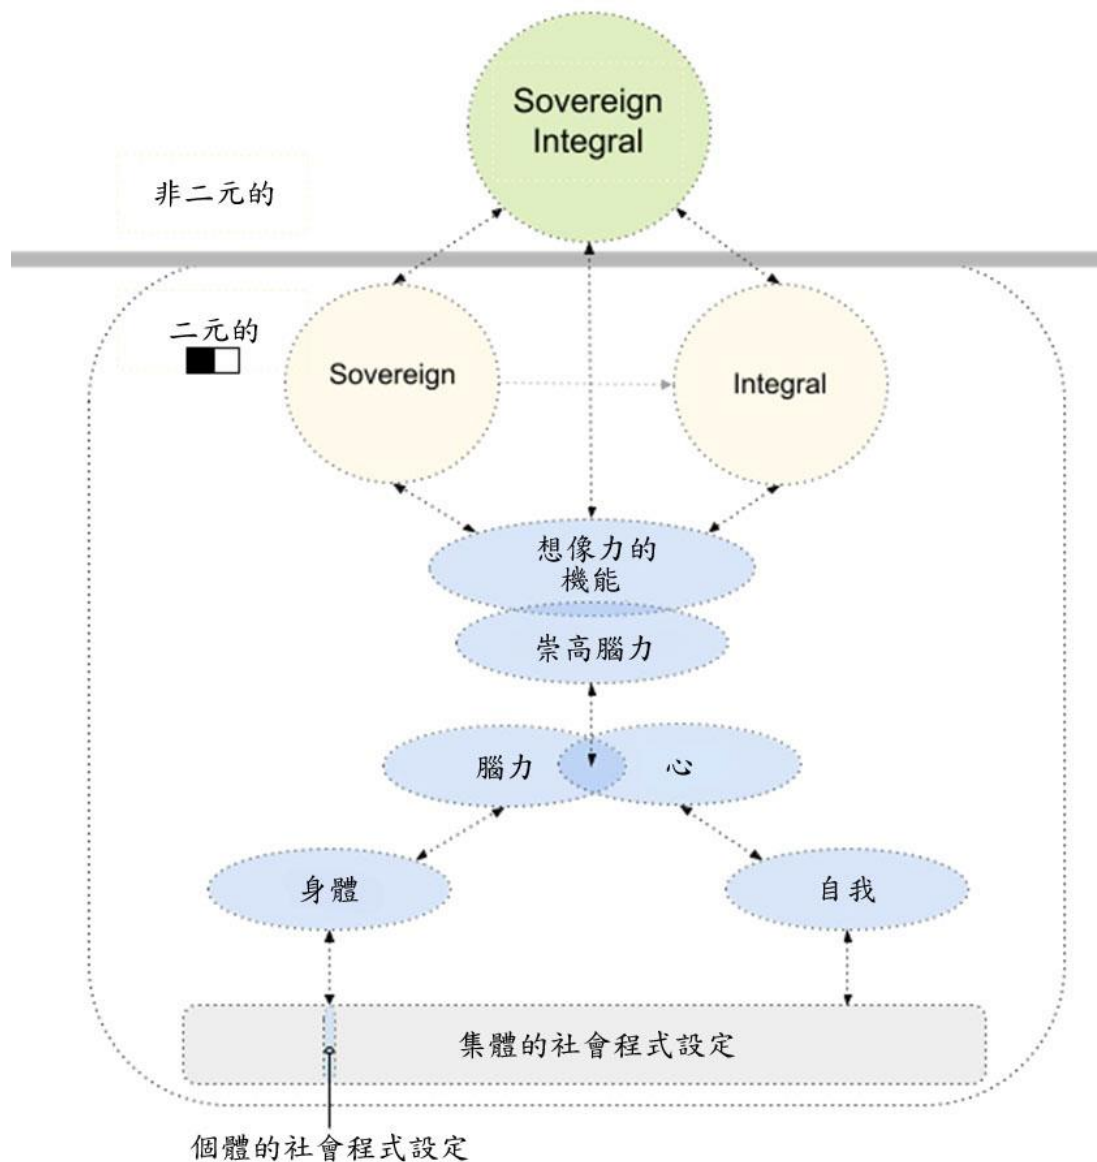 Sovereign
Integral
非二元的
二元的
Sovereign
Integral
想像力的
機能
崇高腦力
腦力
心
身體
自我
集體的社會程式設定
個體的社會程式設定